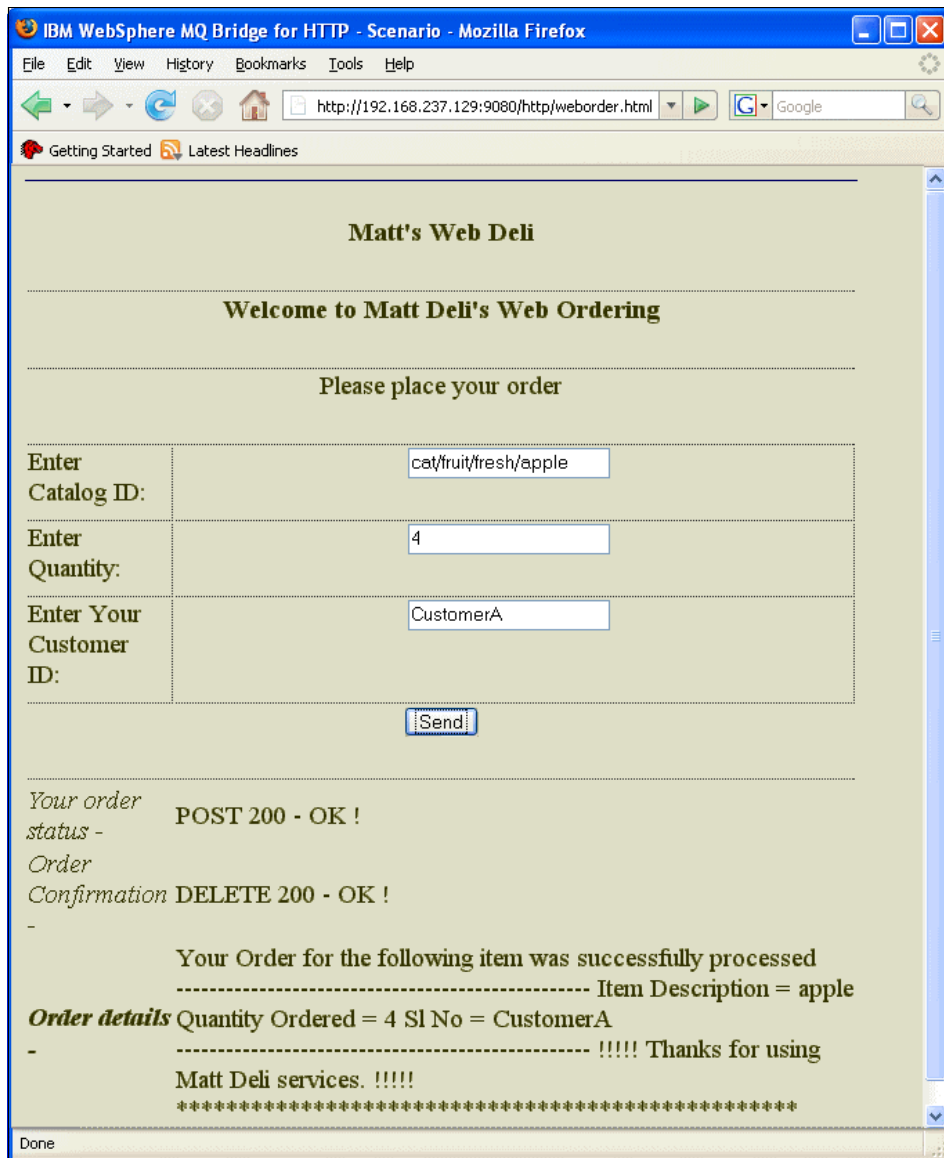 IBM WebSphere MQ Bridge for HTTP - Scenario - Mozilla Firefox
File Edit View History Bookmarks Tools Help
http://192.168.237.129:9080/http/weborder.html G Google
Getting Started Latest Headlines
Matt's Web Deli
Welcome to Matt Deli's Web Ordering
Please place your order
Enter
Catalog ID:
cat/fruit/fresh/apple
Enter
Quantity:
4
Enter Your
Customer
ID:
CustomerA
Send
Your order
status -
POST 200 - OK !
Order
Confirmation
-
DELETE 200 - OK !
Order details
-
Your Order for the following item was successfully processed
-------------------------------------------------- Item Description = apple
Quantity Ordered = 4 Sl No = CustomerA
-------------------------------------------------- !!!!! Thanks for using
Matt Deli services. !!!!!
**************************************************
Done